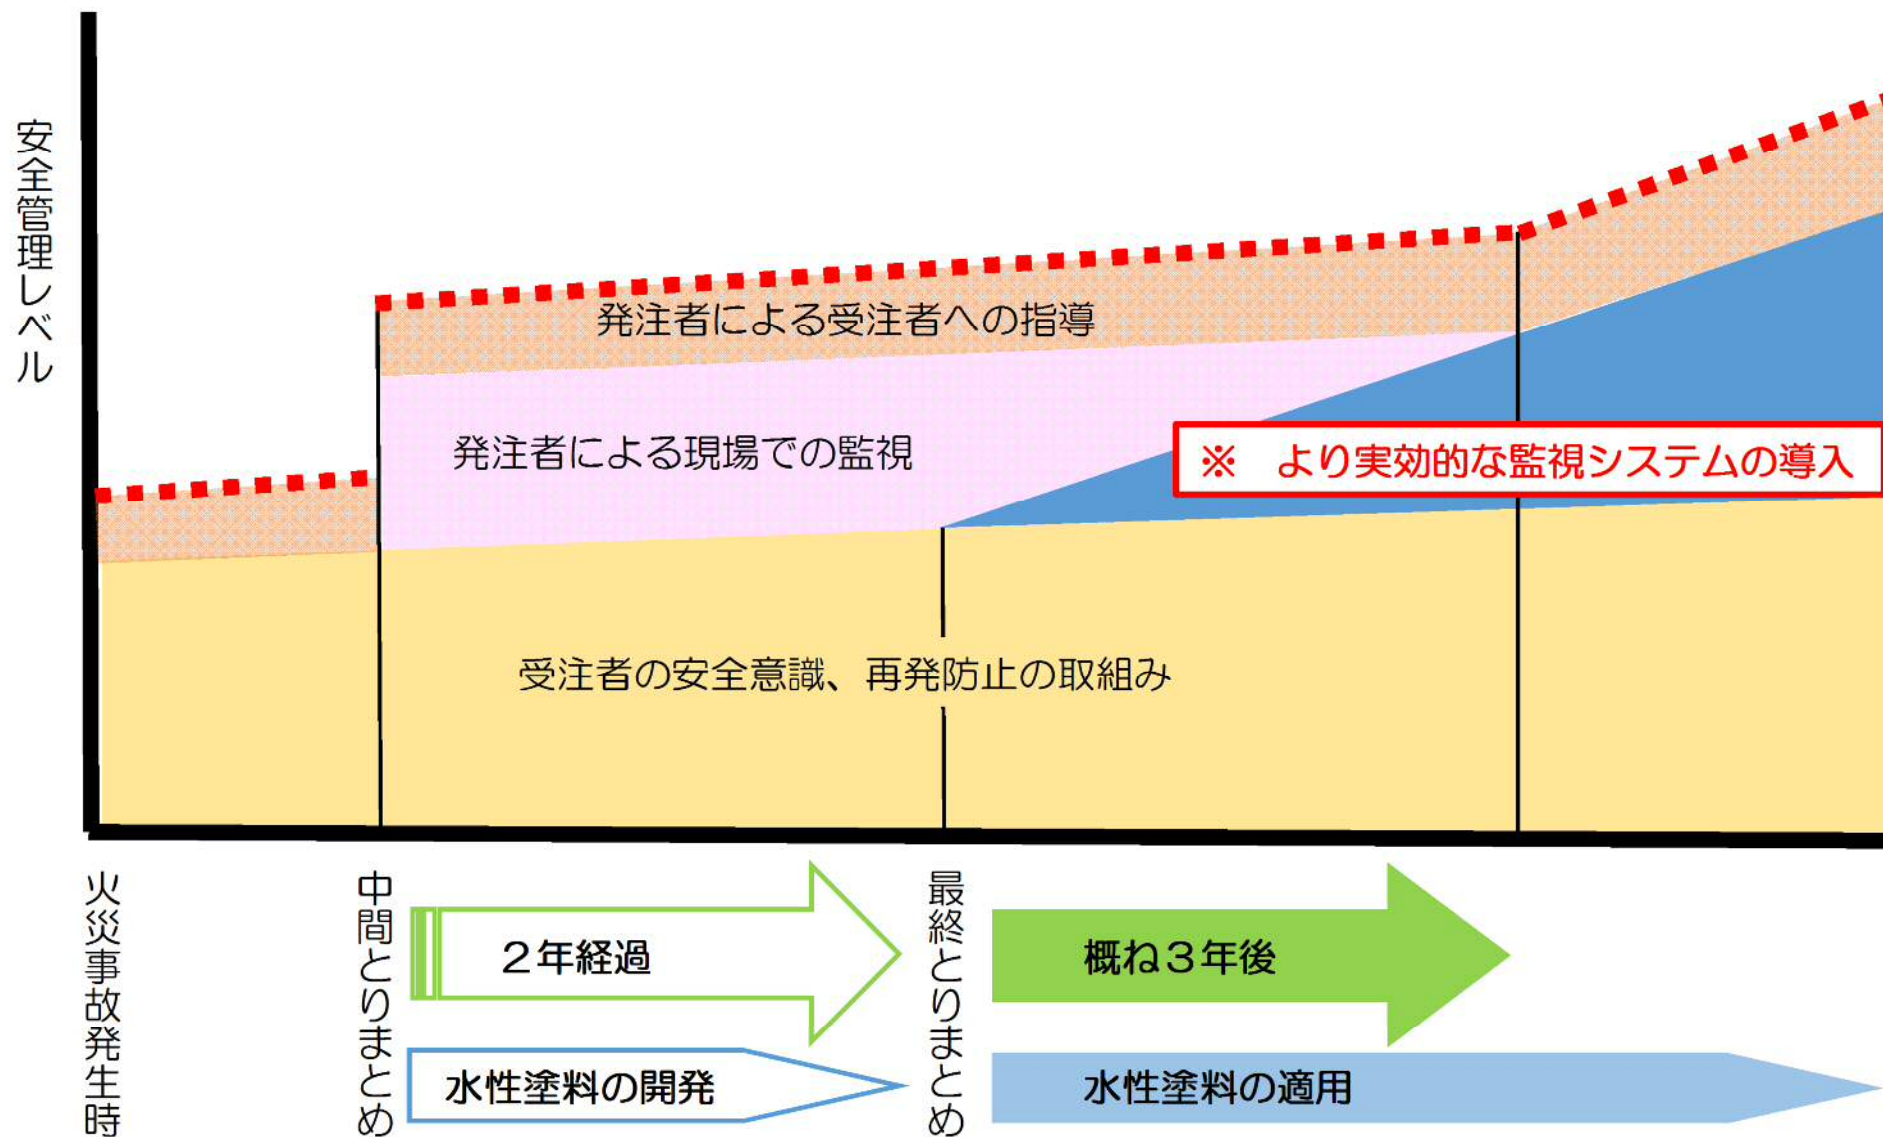 安全管理レベル
発注者による受注者への指導
発注者による現場での監視
※　より実効的な監視システムの導入
受注者の安全意識、再発防止の取組み
火災事故発生時
中間とりまとめ
２年経過
水性塗料の開発
最終とりまとめ
概ね３年後
水性塗料の適用